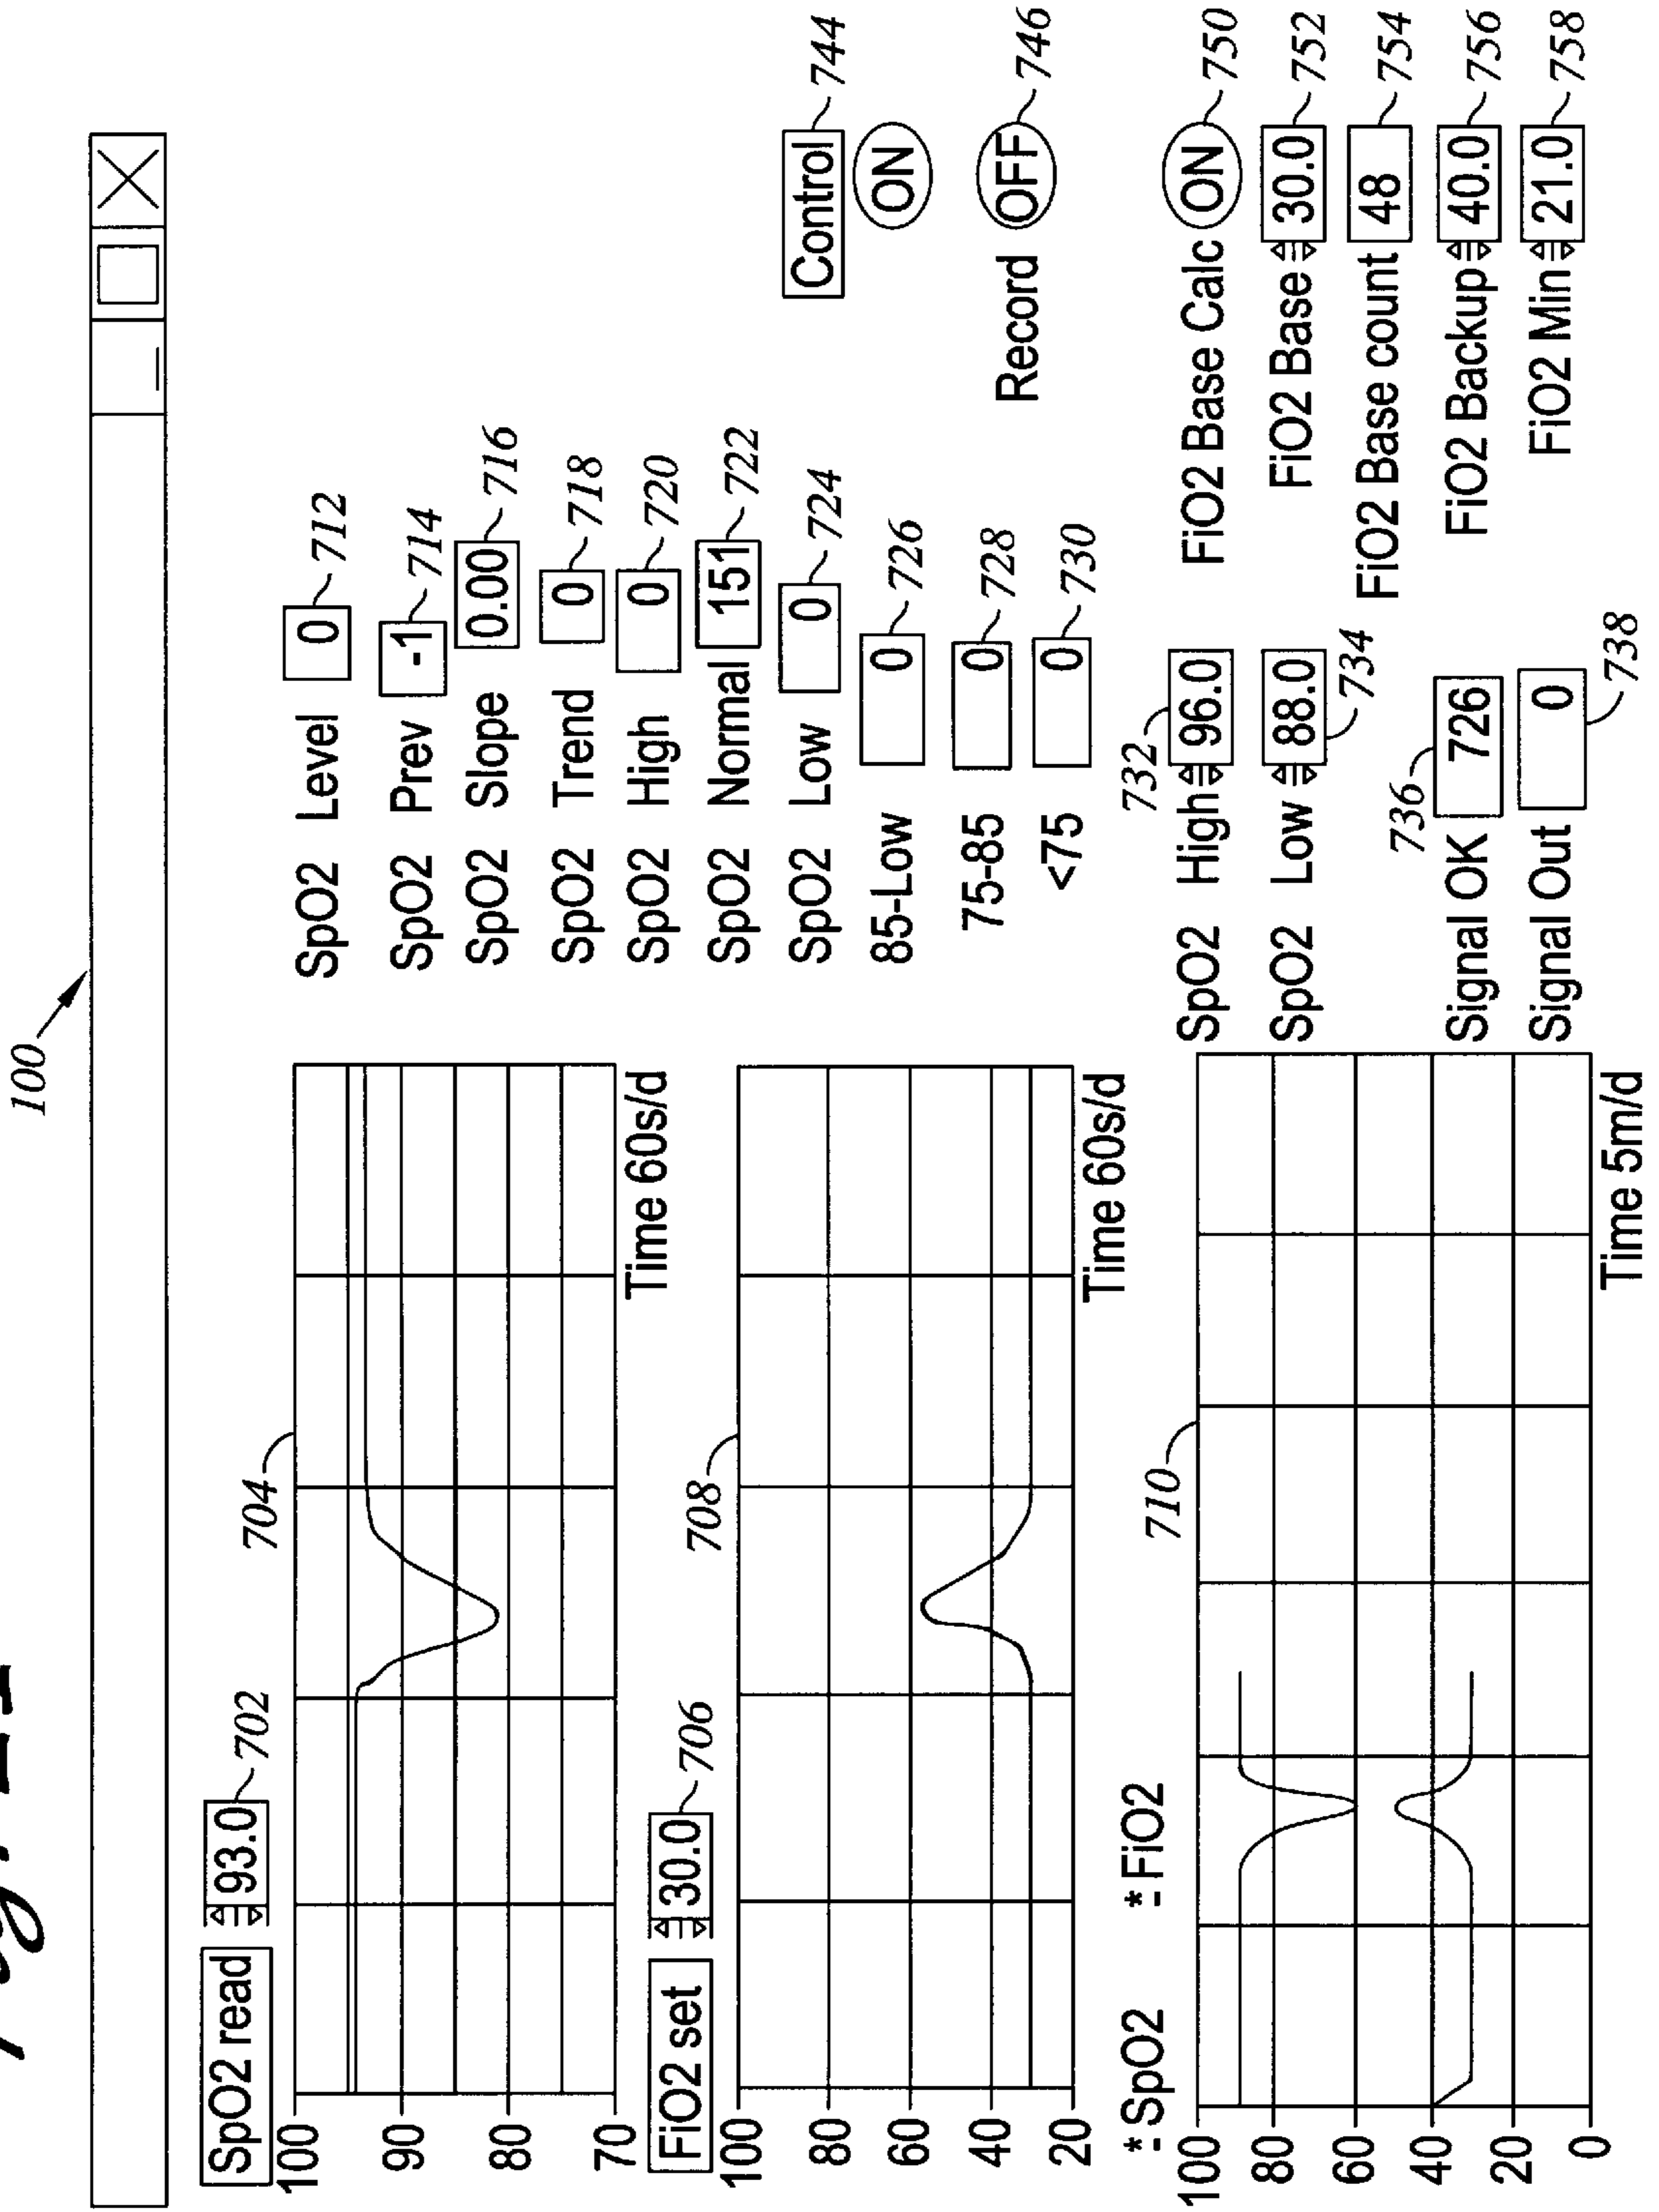 100
SpO2 read 93.0 702
704
100
90
80
70
Time 60s/d
FiO2 set 30.0 706
708
100
80
60
40
20
Time 60s/d
*-SpO2 *-FiO2
710
100
80
60
40
20
0
Time 5m/d
SpO2 Level 0 712
SpO2 Prev -1 714
SpO2 Slope 0.00 716
SpO2 Trend 0 718
SpO2 High 0 720
SpO2 Normal 151 722
SpO2 Low 0 724
85-Low 0 726
75-85 0 728
<75 0 730
732
SpO2 High 96.0
SpO2 Low 88.0
734
736
Signal OK 726
Signal Out 0
738
Control 744
ON
Record OFF 746
FiO2 Base Calc ON 750
FiO2 Base 30.0 752
FiO2 Base count 48 754
FiO2 Backup 40.0 756
FiO2 Min 21.0 758